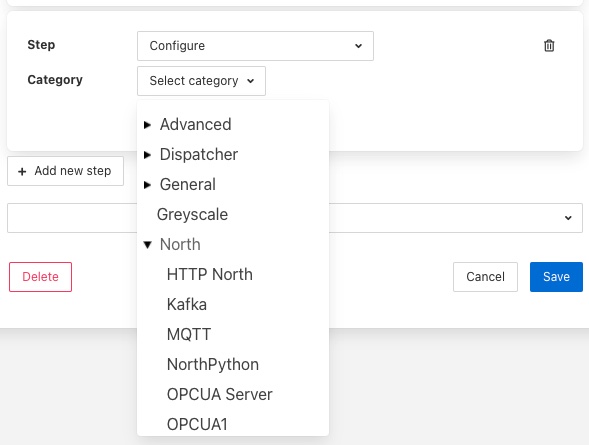 Step Configure
Category Select category
Advanced
Dispatcher
General
Greyscale
North
HTTP North
Kafka
MQTT
NorthPython
OPCUA Server
OPCUA1
+ Add new step
Delete Cancel Save